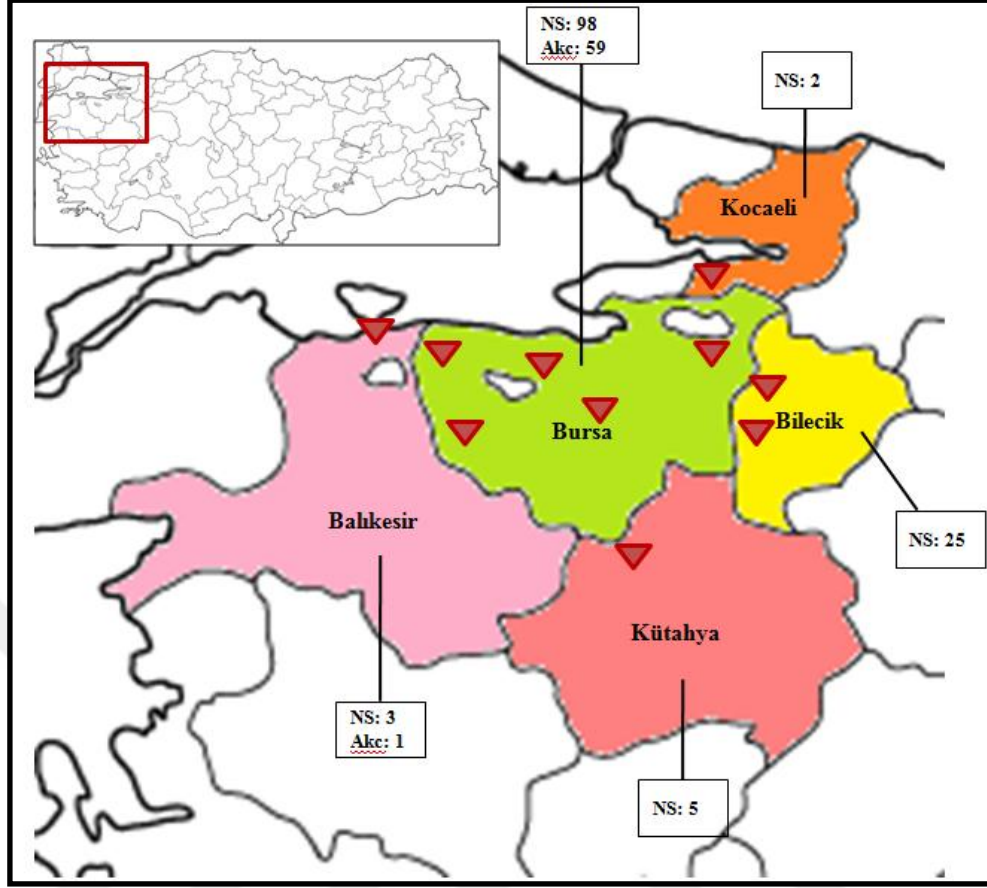 NS: 98
Akc: 59
NS: 2
Kocaeli
Bursa
Bilecik
Balıkesir
NS: 25
Kütahya
NS: 3
Akc: 1
NS: 5